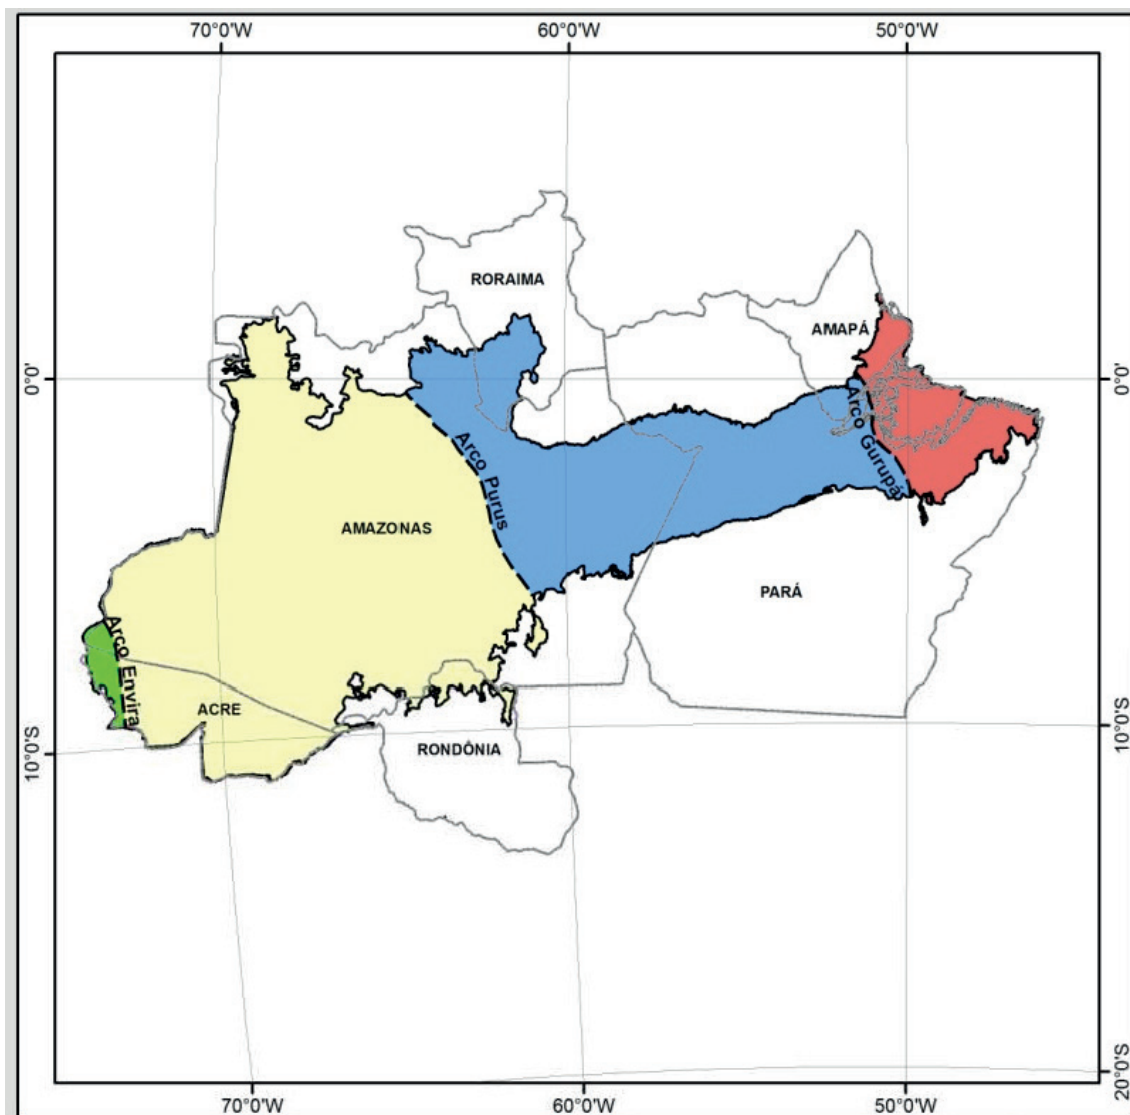 70°0'W 60°0'W 50°0'W
RORAIMA
AMAPÁ
0°0'
0°0'
Arco Gurupá
Arco Purus
AMAZONAS
PARÁ
Arco Envira
ACRE
RONDÔNIA
10°0'S
10°0'S
20°0'S
70°0'W 60°0'W 50°0'W